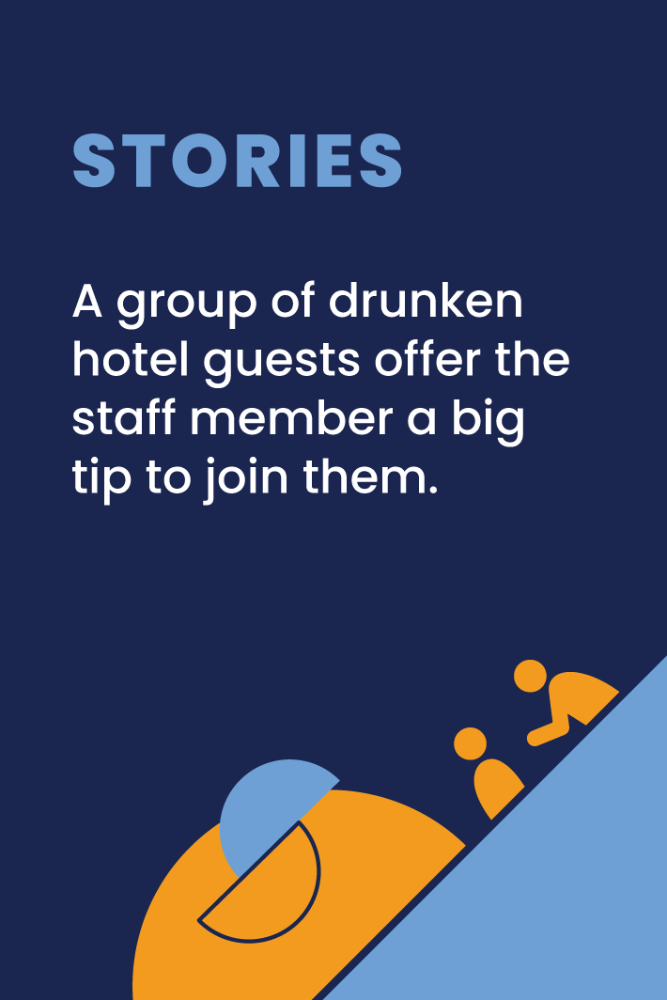 STORIES
A group of drunken
hotel guests offer the
staff member a big
tip to join them.